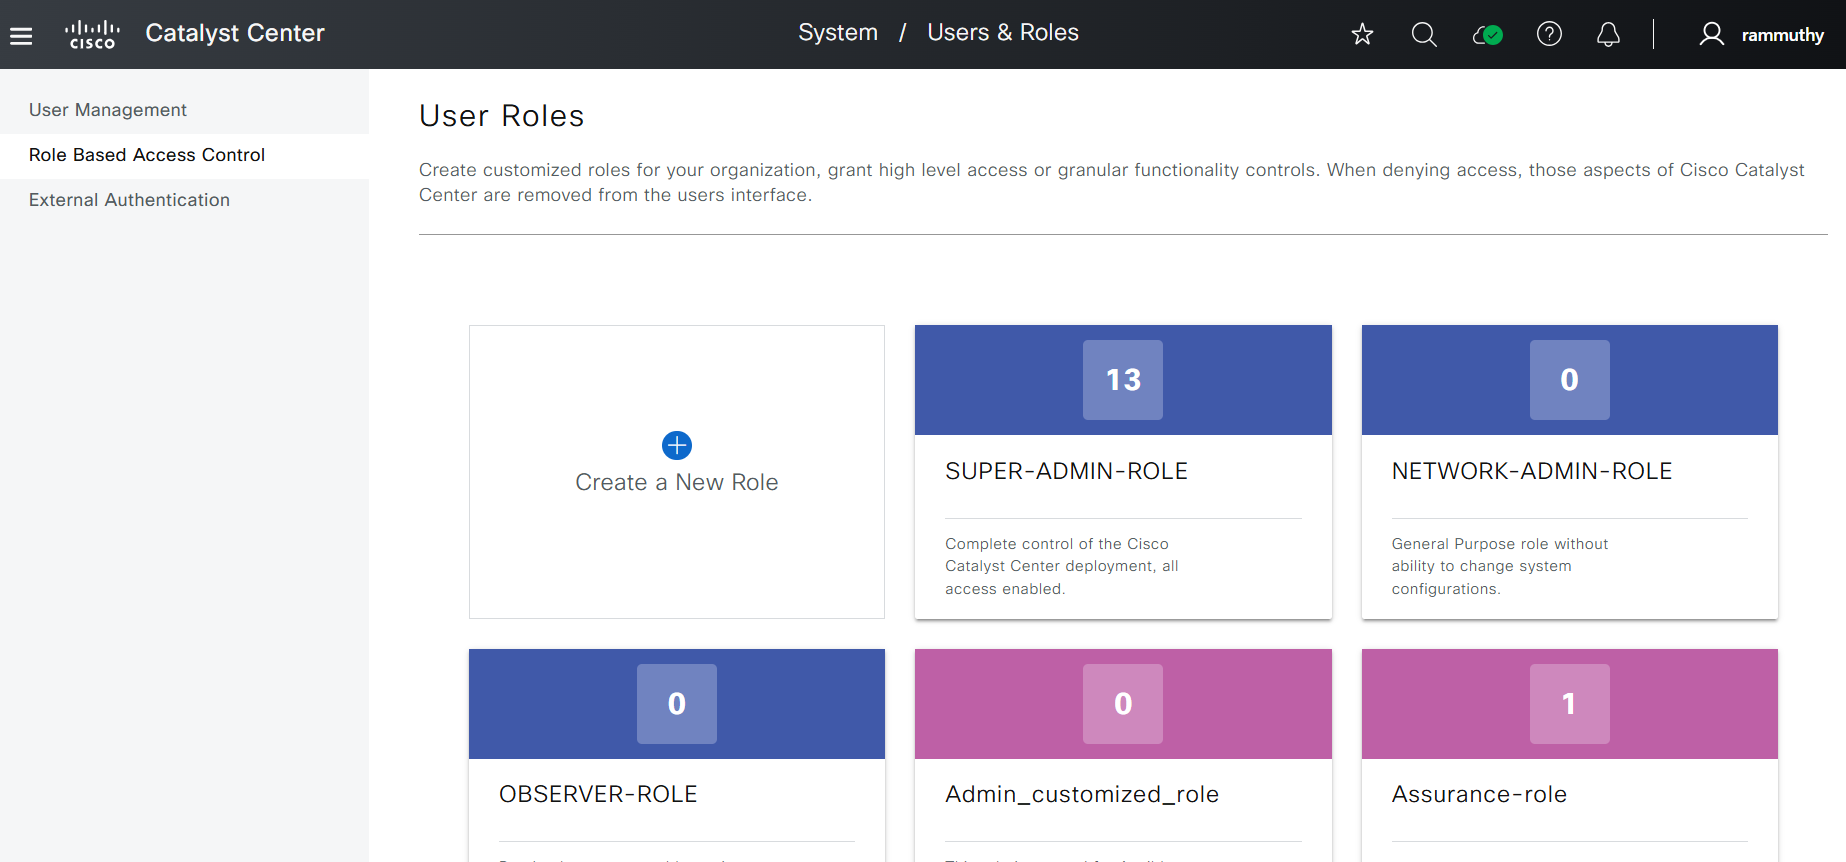 CISCO
Catalyst Center
System / Users & Roles
rammuthy
User Management
Role Based Access Control
External Authentication
User Roles
Create customized roles for your organization, grant high level access or granular functionality controls. When denying access, those aspects of Cisco Catalyst
Center are removed from the users interface.
Create a New Role
13
SUPER-ADMIN-ROLE
Complete control of the Cisco
Catalyst Center deployment, all
access enabled.
0
NETWORK-ADMIN-ROLE
General Purpose role without
ability to change system
configurations.
0
OBSERVER-ROLE
0
Admin_customized_role
1
Assurance-role